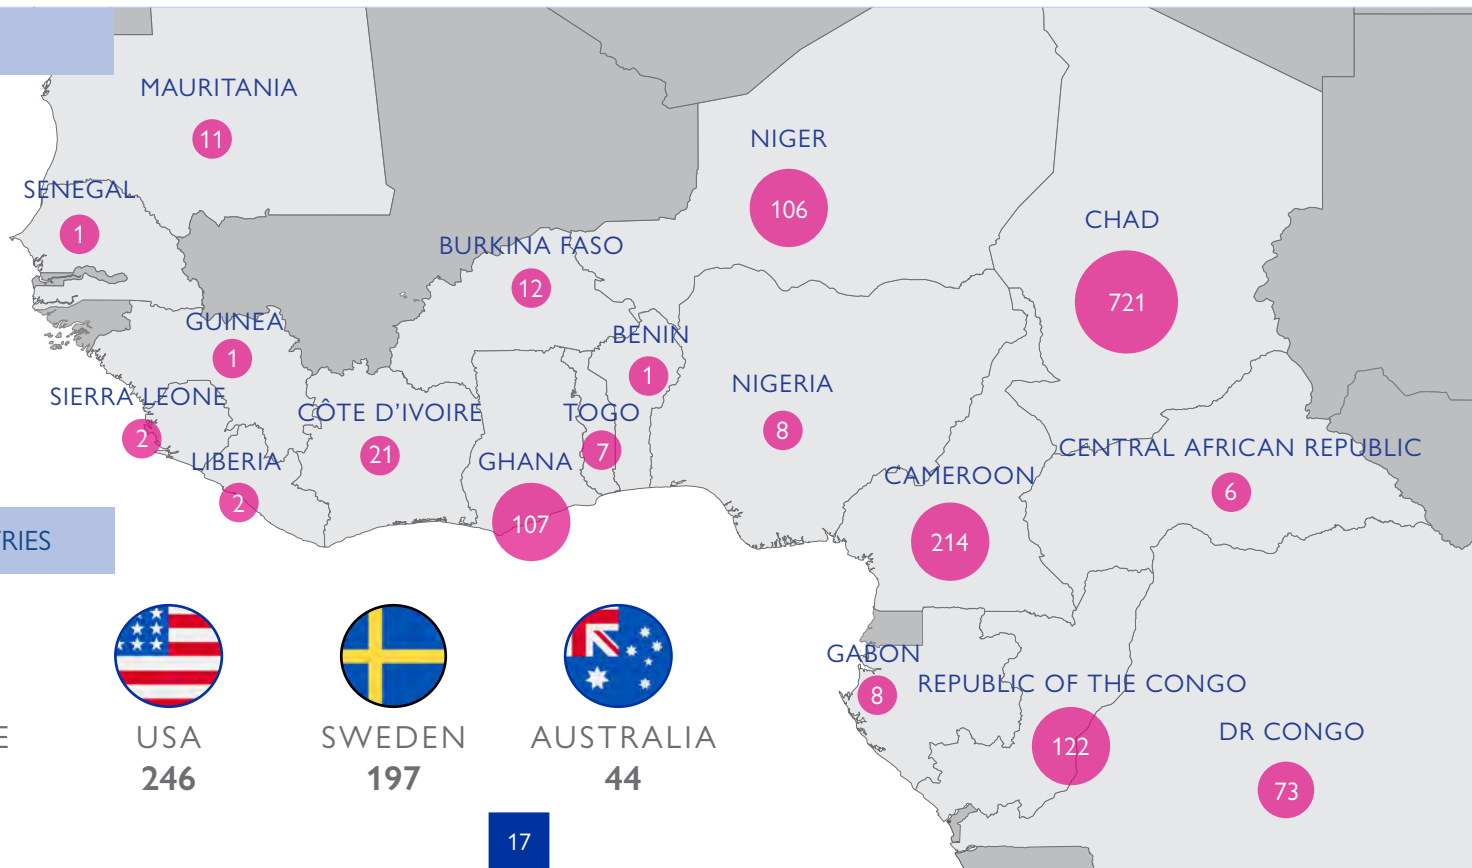 MAURITANIA
11
NIGER
106
SENEGAL
1
CHAD
721
BURKINA FASO
12
GUINEA
1
BENIN
1
NIGERIA
8
SIERRA LEONE
2
CÔTE D'IVOIRE
21
TOGO
7
LIBERIA
2
GHANA
107
CENTRAL AFRICAN REPUBLIC
6
CAMEROON
214
RIES
GABON
8
REPUBLIC OF THE CONGO
122
DR CONGO
73
E
USA
246
SWEDEN
197
AUSTRALIA
44
17